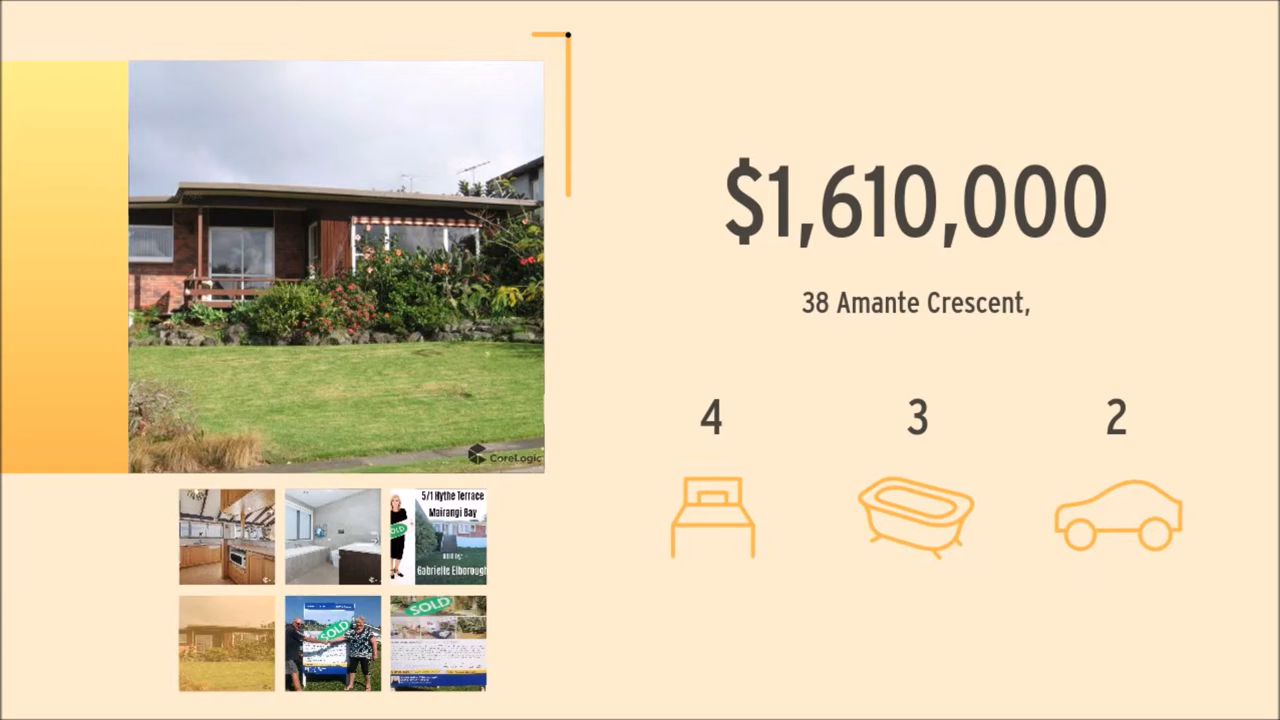 $1,610,000
38 Amante Crescent,
4 3 2
CoreLogic
5/1 Hythe Terrace
Mairangi Bay
Gabrielle Elborough
SOLD
SOLD